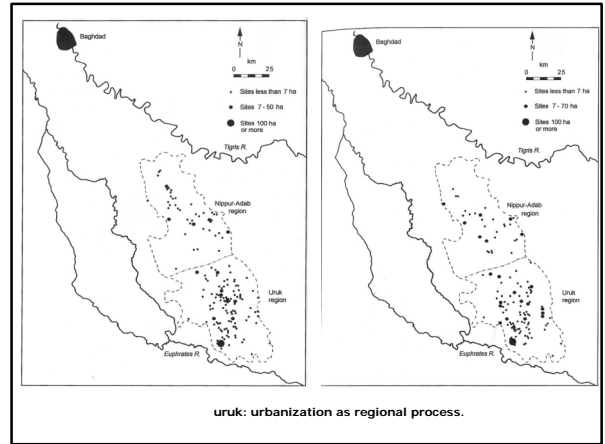 Baghdad
N
km
0 25
Sites less than 7 ha
Sites 7 - 50 ha
Sites 100 ha
or more
Tigris R.
Nippur-Adab
region
Uruk
region
Euphrates R.
Baghdad
N
km
0 25
Sites less than 7 ha
Sites 7 - 70 ha
Sites 100 ha
or more
Tigris R.
Nippur-Adab
region
Uruk
region
Euphrates R.
uruk: urbanization as regional process.